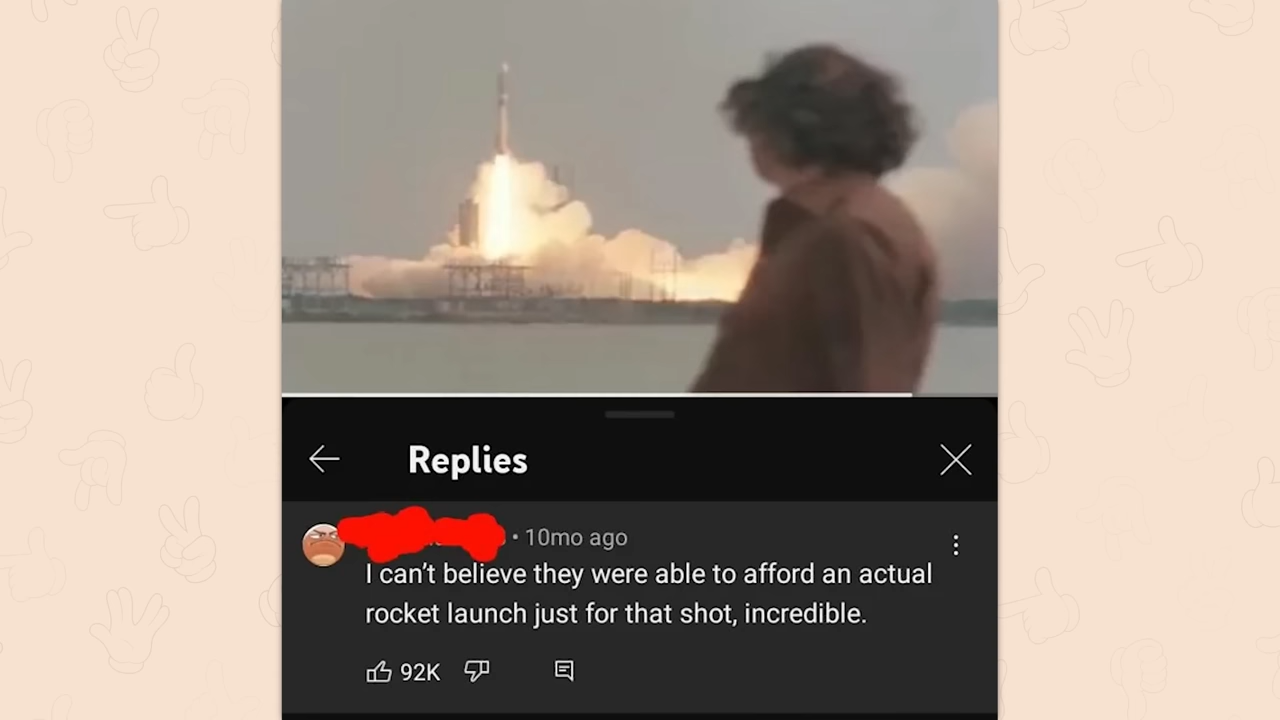 Replies
• 10mo ago
I can't believe they were able to afford an actual
rocket launch just for that shot, incredible.
92K